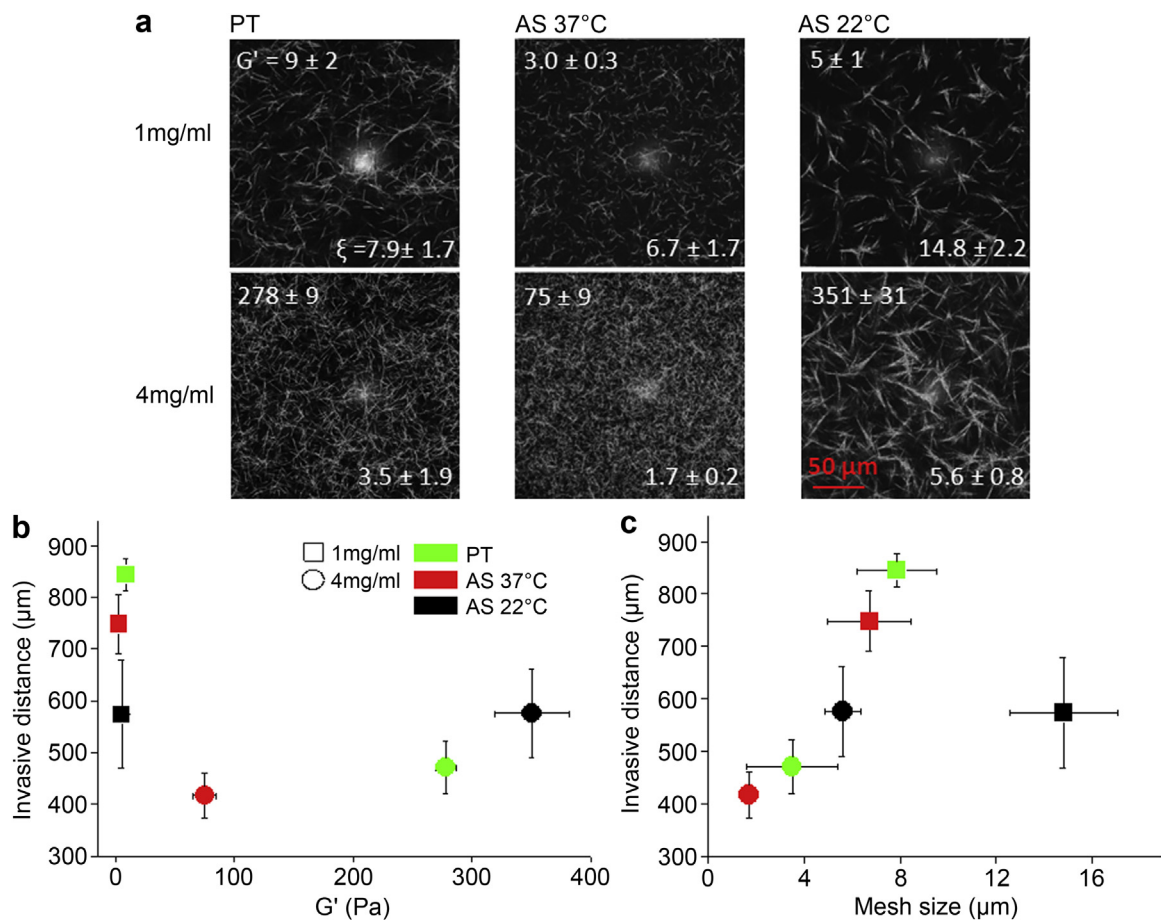 a
PT AS 37°C AS 22°C
1mg/ml
G' = 9 ± 2
ξ =7.9± 1.7
3.0 ± 0.3
6.7 ± 1.7
5 ± 1
14.8 ± 2.2
4mg/ml
278 ± 9
3.5 ± 1.9
75 ± 9
1.7 ± 0.2
351 ± 31
50 µm
5.6 ± 0.8
b
Invasive distance (µm)
900
800
700
600
500
400
300
0 100 200 300 400
G' (Pa)
1mg/ml
4mg/ml
PT
AS 37°C
AS 22°C
c
Invasive distance (µm)
900
800
700
600
500
400
300
0 4 8 12 16
Mesh size (µm)